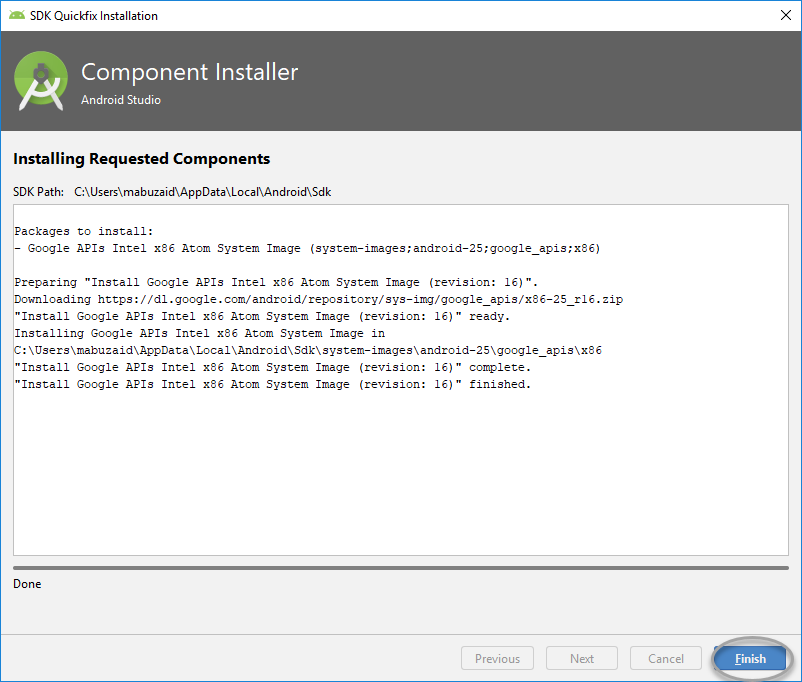 SDK Quickfix Installation
Component Installer
Android Studio
Installing Requested Components
SDK Path: C:\Users\mabuzaid\AppData\Local\Android\Sdk
Packages to install:
- Google APIs Intel x86 Atom System Image (system-images;android-25;google_apis;x86)
Preparing "Install Google APIs Intel x86 Atom System Image (revision: 16)".
Downloading https://dl.google.com/android/repository/sys-img/google_apis/x86-25_r16.zip
"Install Google APIs Intel x86 Atom System Image (revision: 16)" ready.
Installing Google APIs Intel x86 Atom System Image in
C:\Users\mabuzaid\AppData\Local\Android\Sdk\system-images\android-25\google_apis\x86
"Install Google APIs Intel x86 Atom System Image (revision: 16)" complete.
"Install Google APIs Intel x86 Atom System Image (revision: 16)" finished.
Done
Previous Next Cancel Finish